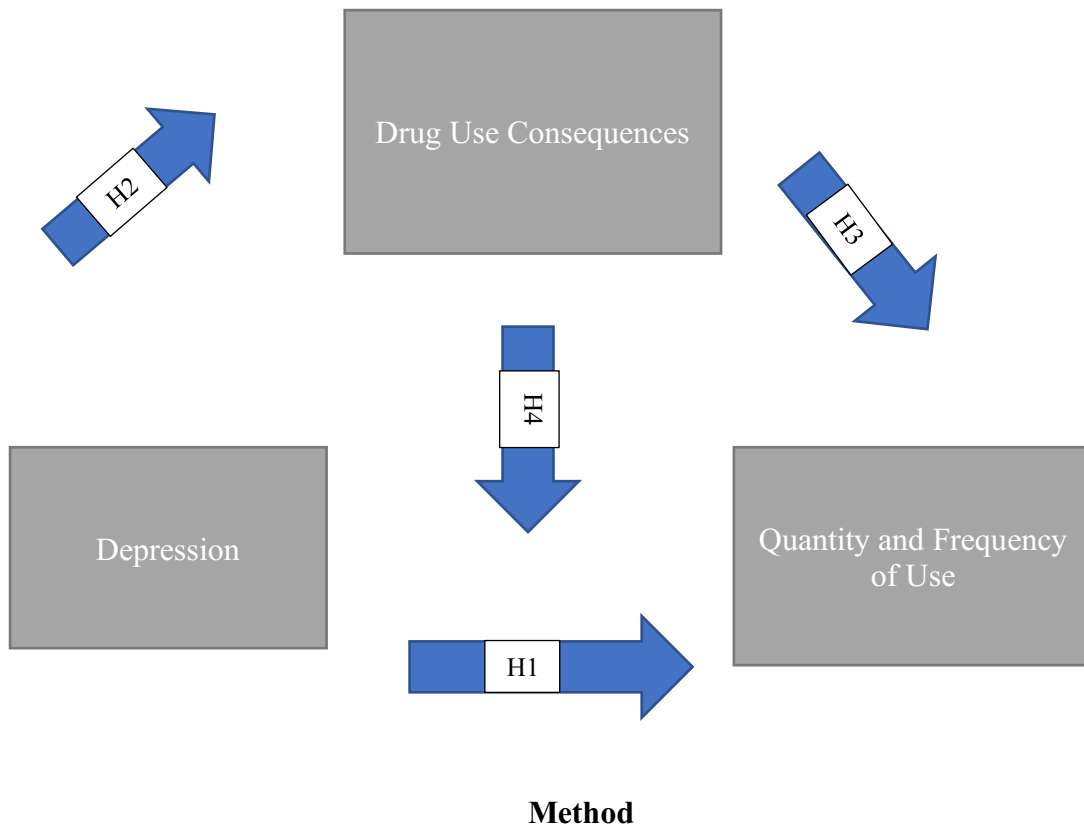 Drug Use Consequences
H2
H3
H4
Depression
Quantity and Frequency
of Use
H1
Method